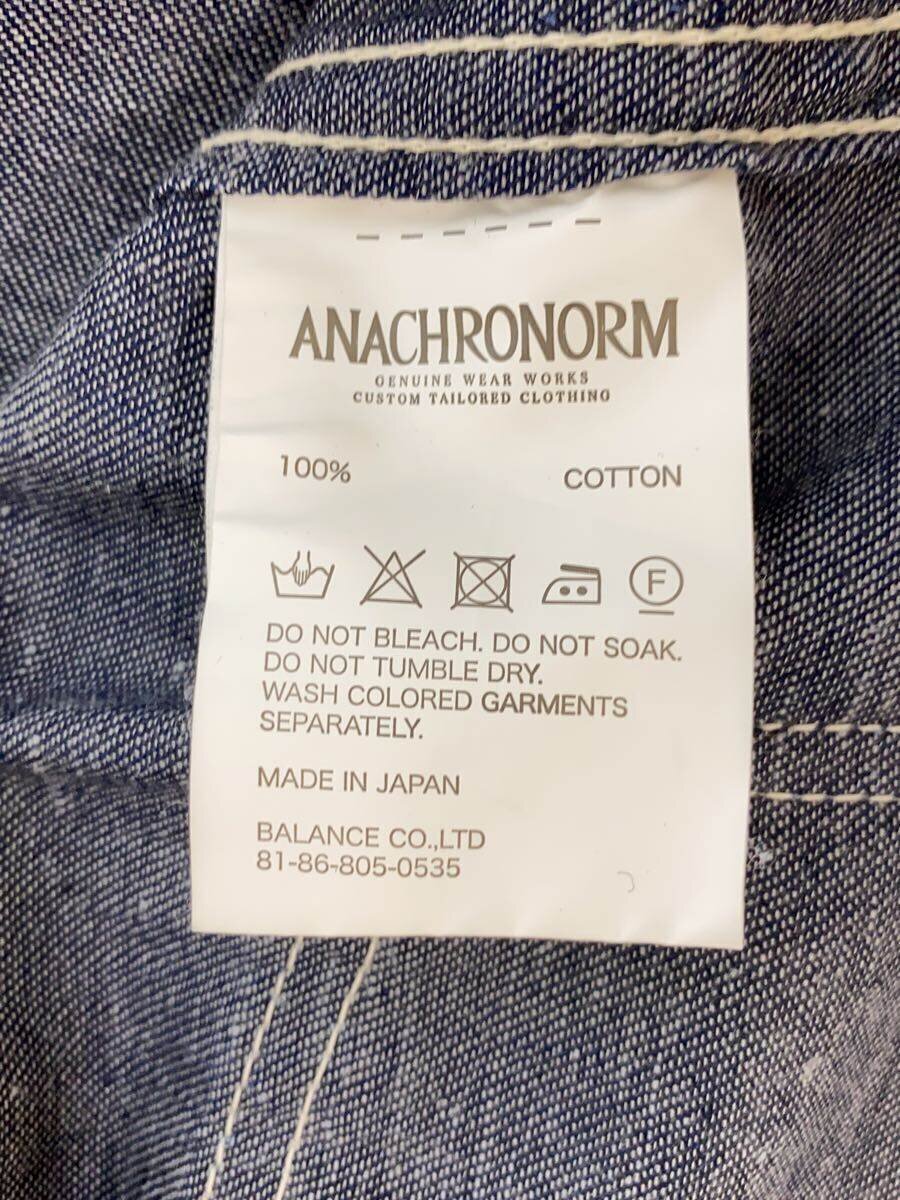 ANACHRONORM
GENUINE WEAR WORKS
CUSTOM TAILORED CLOTHING
100% COTTON
F
DO NOT BLEACH. DO NOT SOAK.
DO NOT TUMBLE DRY.
WASH COLORED GARMENTS
SEPARATELY.
MADE IN JAPAN
BALANCE CO.,LTD
81-86-805-0535